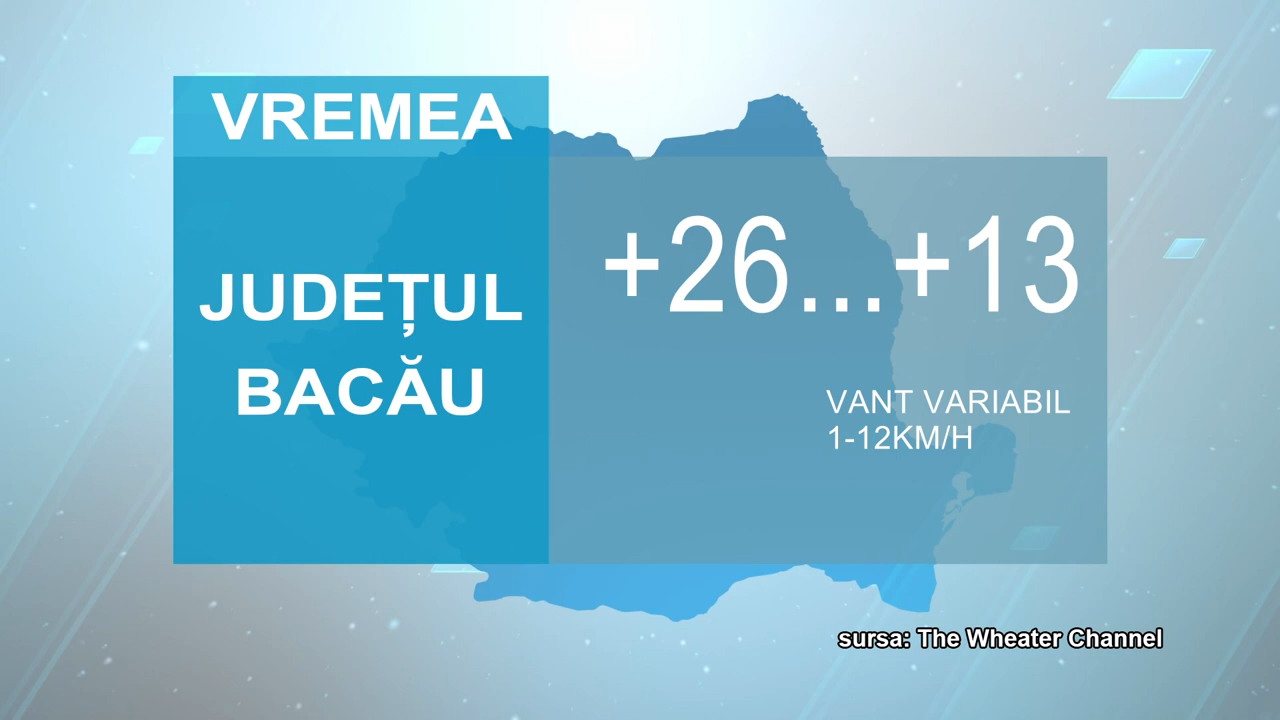 VREMEA
JUDEȚUL
BACĂU
+26...+13
VANT VARIABIL
1-12KM/H
sursa: The Wheater Channel